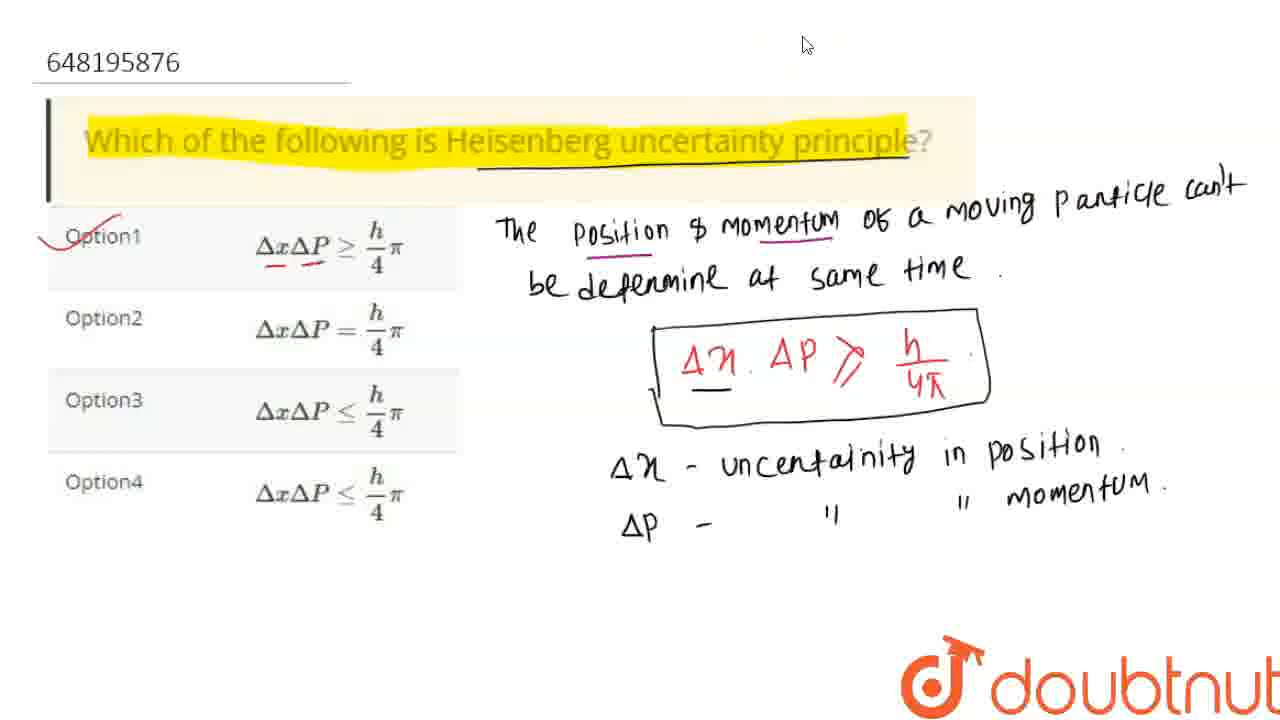 648195876
Which of the following is Heisenberg uncertainty principle?
Option1 ΔxΔP ≥ h/4 π
Option2 ΔxΔP = h/4 π
Option3 ΔxΔP ≤ h/4 π
Option4 ΔxΔP ≤ h/4 π
The position & momentum of a moving particle can't
be determine at same time .
Δx . ΔP ≥ h/4π .
Δx - uncertainity in position .
ΔP - " " momentum .
doubtnut